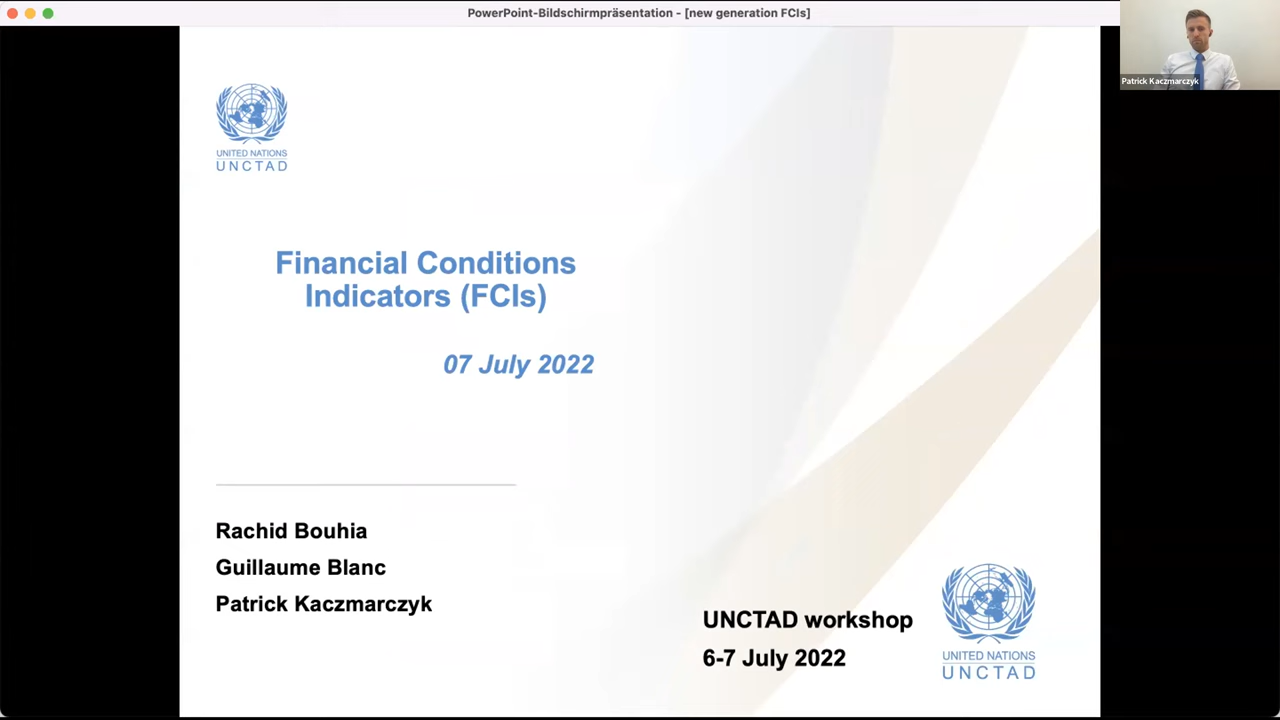 PowerPoint-Bildschirmpräsentation - [new generation FCIs]
Patrick Kaczmarczyk
UNITED NATIONS
UNCTAD
Financial Conditions
Indicators (FCIs)
07 July 2022
Rachid Bouhia
Guillaume Blanc
Patrick Kaczmarczyk
UNCTAD workshop
6-7 July 2022
UNITED NATIONS
UNCTAD